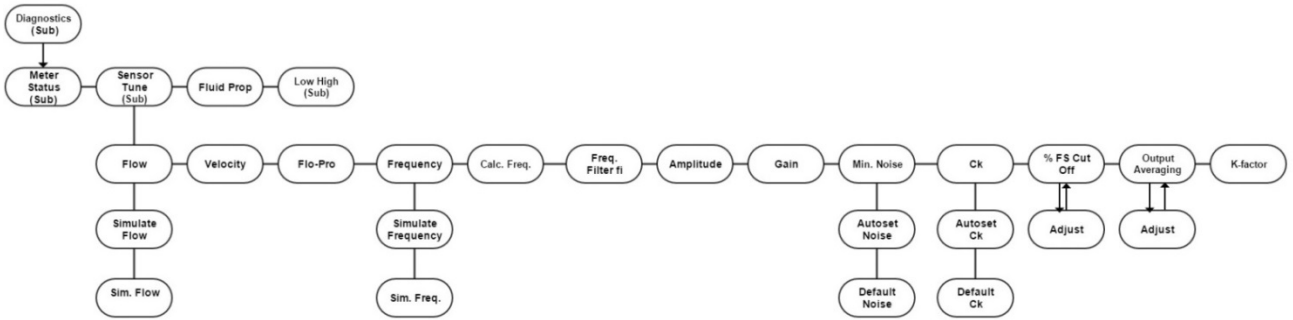 Diagnostics
(Sub)
Meter
Status
(Sub)
Sensor
Tune
(Sub)
Fluid Prop
Low High
(Sub)
Flow
Velocity
Flo-Pro
Frequency
Calc. Freq.
Freq.
Filter fi
Amplitude
Gain
Min. Noise
Ck
% FS Cut
Off
Output
Averaging
K-factor
Simulate
Flow
Simulate
Frequency
Autoset
Noise
Autoset
Ck
Adjust
Adjust
Sim. Flow
Sim. Freq.
Default
Noise
Default
Ck